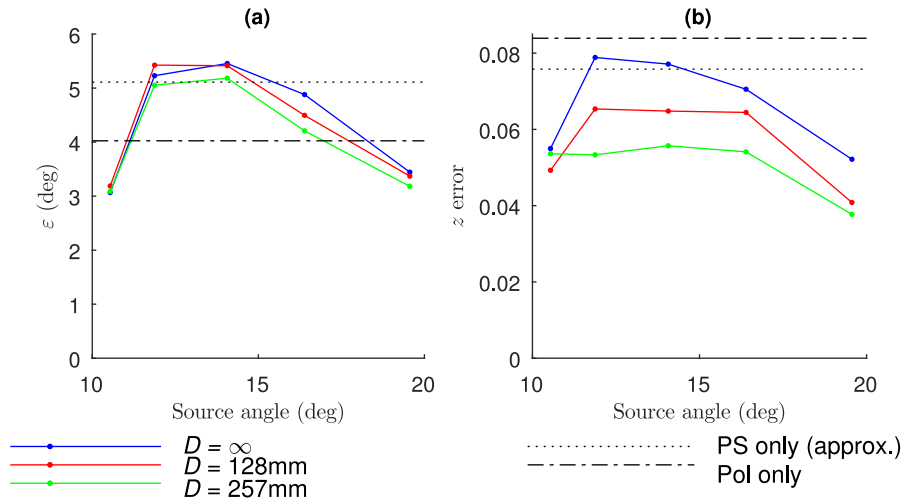 (a)
6
5
4
3
2
1
0
ε (deg)
10 15 20
Source angle (deg)
(b)
0.08
0.06
0.04
0.02
0
z error
10 15 20
Source angle (deg)
D = ∞
D = 128mm
D = 257mm
PS only (approx.)
Pol only